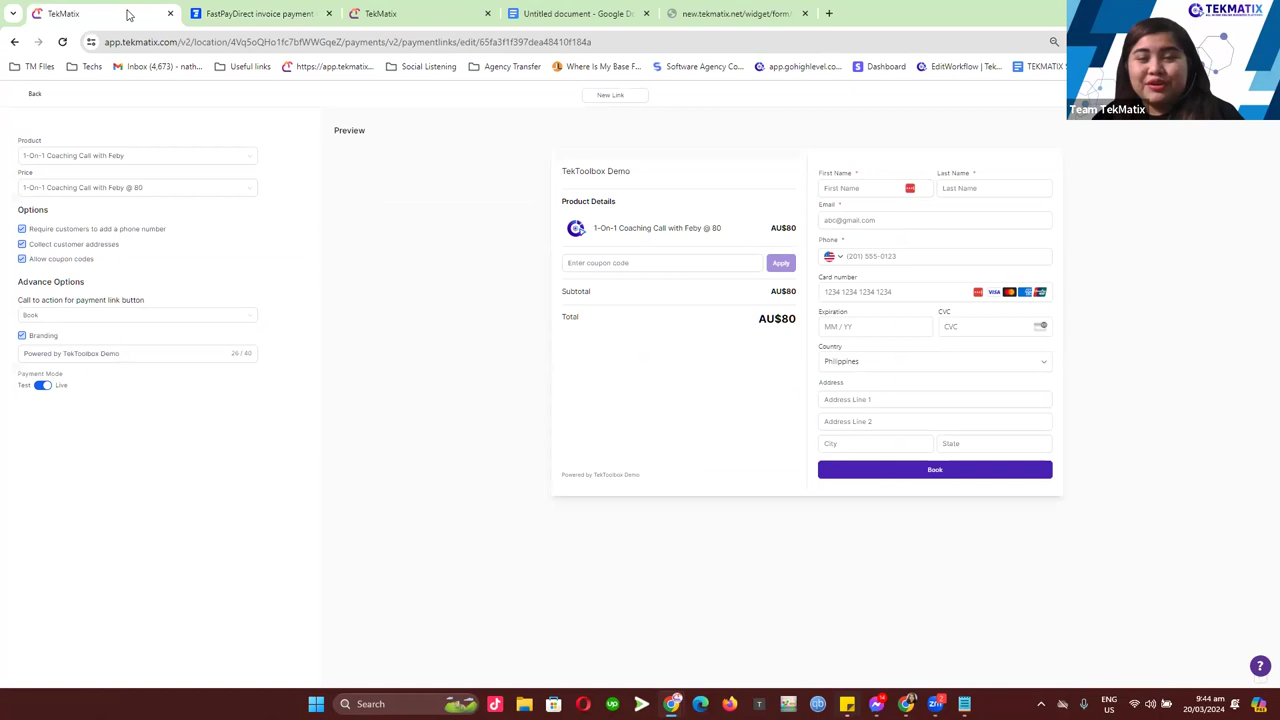 TekMatix
FastPayDirect invoice payment
TekMatix
Untitled document - Google Do
new.tekmatix.net/widget/form/
app.tekmatix.com/v2/location/4Vq5oQHo1fc7bfWWGqeZ/payments/v2/paymentlinks/edit/65fa3f1f397dea48410f184a
TM FIles
Techs
Inbox (4,673) - nath...
Useful links
https://app.tekmatix...
Social Listening
Agency Transfer
Where Is My Base F...
Software Agency Co...
app.gohighlevel.co...
Dashboard
EditWorkflow | Tek...
TEKMATIX S
TEKMATIX
ALL-IN-ONE ONLINE BUSINESS PLATFORM
Team TekMatix
Back
New Link
Product
1-On-1 Coaching Call with Feby
Price
1-On-1 Coaching Call with Feby @ 80
Options
Require customers to add a phone number
Collect customer addresses
Allow coupon codes
Advance Options
Call to action for payment link button
Book
Branding
Powered by TekToolbox Demo
26 / 40
Payment Mode
Test
Live
Preview
TekToolbox Demo
Product Details
1-On-1 Coaching Call with Feby @ 80
AU$80
Enter coupon code
Apply
Subtotal
AU$80
Total
AU$80
Powered by TekToolbox Demo
First Name *
Last Name *
First Name
Last Name
Email *
abc@gmail.com
Phone *
(201) 555-0123
Card number
1234 1234 1234 1234
VISA
Expiration
CVC
MM / YY
CVC
Country
Philippines
Address
Address Line 1
Address Line 2
City
State
Book
?
Search
ENG
US
9:44 am
20/03/2024